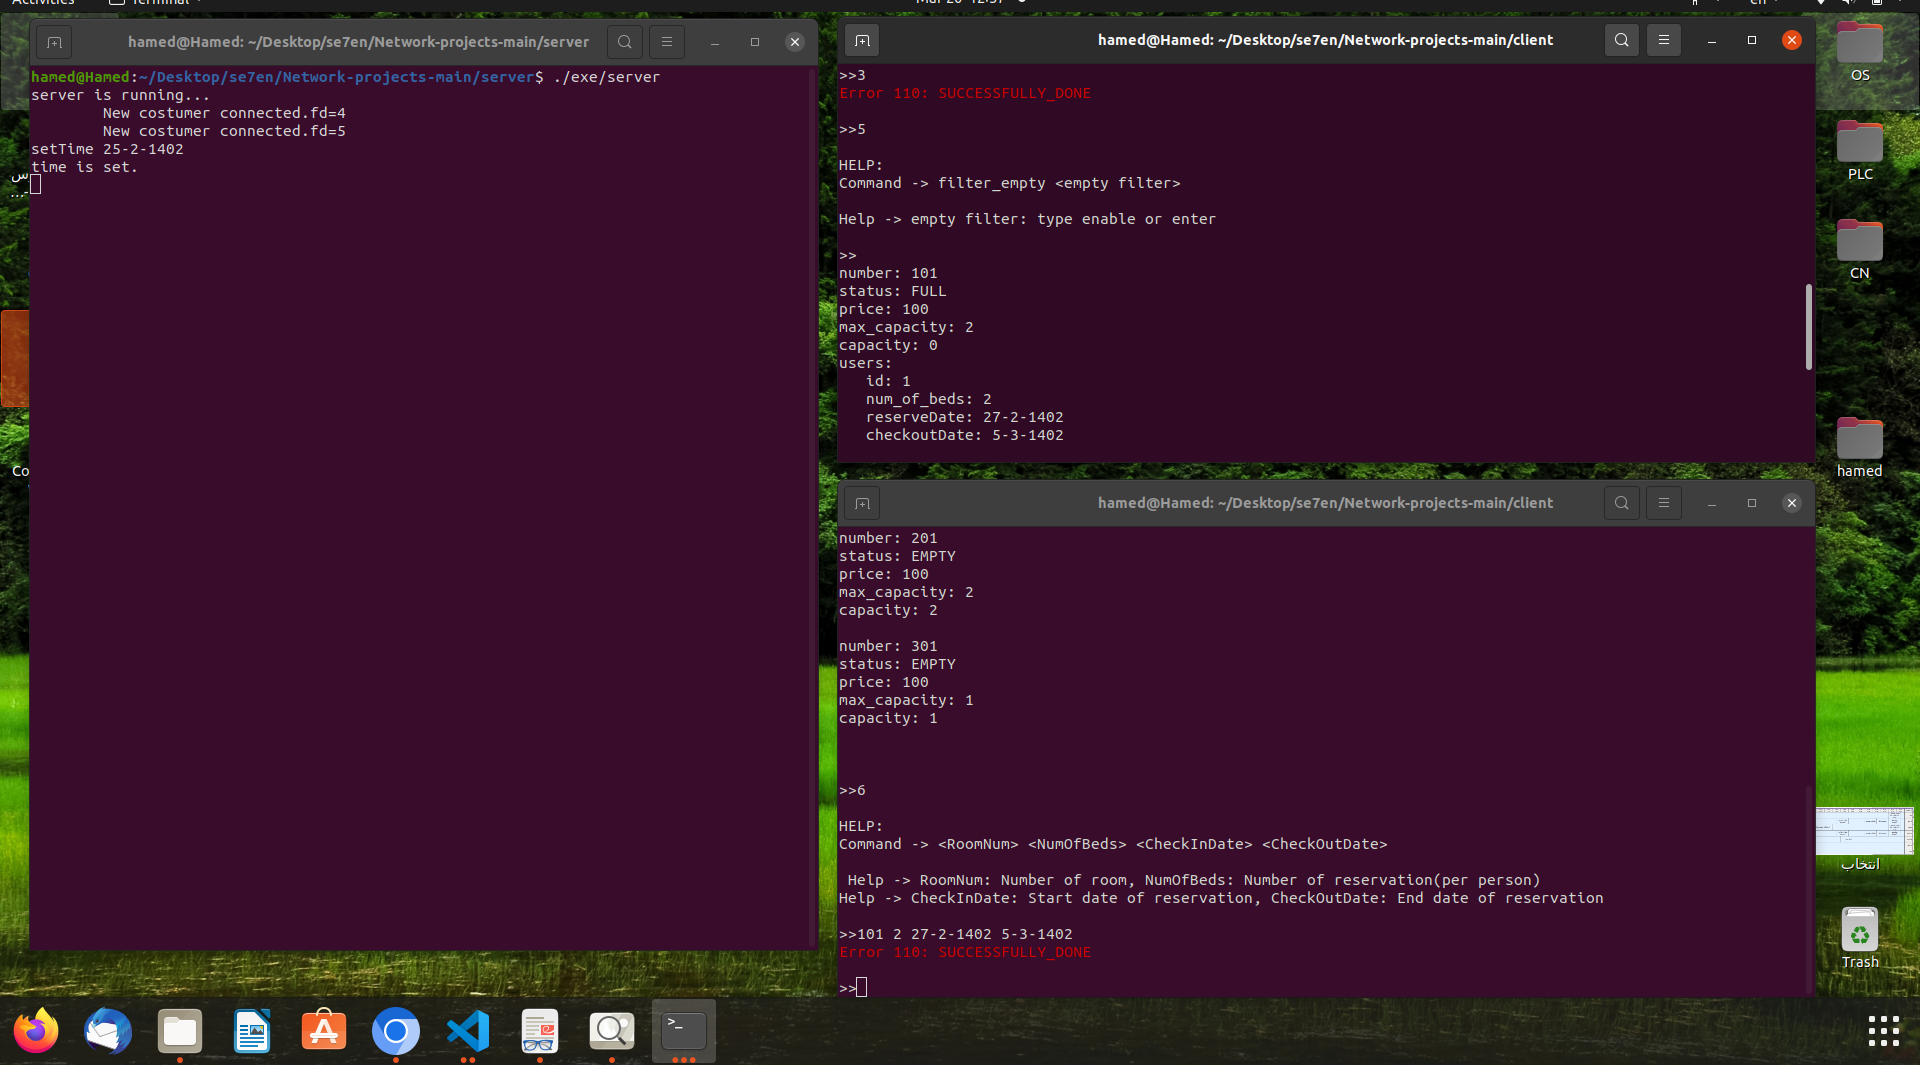 Activities
Terminal
hamed@Hamed: ~/Desktop/se7en/Network-projects-main/server
hamed@Hamed:~/Desktop/se7en/Network-projects-main/server$ ./exe/server
server is running...
New costumer connected.fd=4
New costumer connected.fd=5
setTime 25-2-1402
time is set.
hamed@Hamed: ~/Desktop/se7en/Network-projects-main/client
>>3
Error 110: SUCCESSFULLY_DONE
>>5
HELP:
Command -> filter_empty <empty filter>
Help -> empty filter: type enable or enter
>>
number: 101
status: FULL
price: 100
max_capacity: 2
capacity: 0
users:
id: 1
num_of_beds: 2
reserveDate: 27-2-1402
checkoutDate: 5-3-1402
hamed@Hamed: ~/Desktop/se7en/Network-projects-main/client
number: 201
status: EMPTY
price: 100
max_capacity: 2
capacity: 2
number: 301
status: EMPTY
price: 100
max_capacity: 1
capacity: 1
>>6
HELP:
Command -> <RoomNum> <NumOfBeds> <CheckInDate> <CheckOutDate>
Help -> RoomNum: Number of room, NumOfBeds: Number of reservation(per person)
Help -> CheckInDate: Start date of reservation, CheckOutDate: End date of reservation
>>101 2 27-2-1402 5-3-1402
Error 110: SUCCESSFULLY_DONE
>>
OS
PLC
CN
hamed
انتخاب
Trash
Co